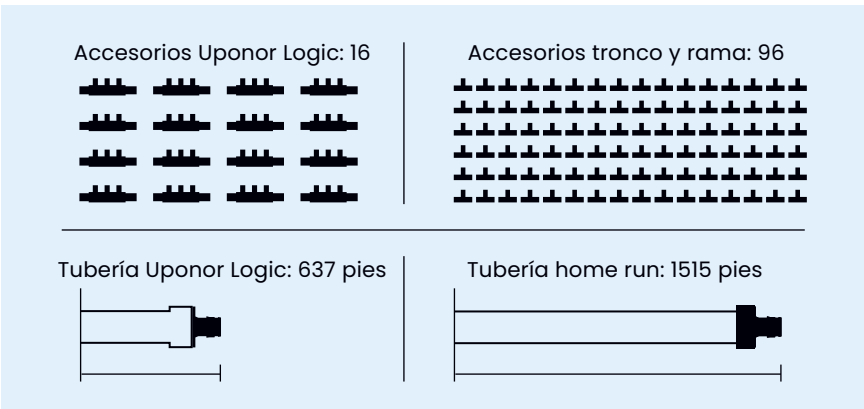 Accesorios Uponor Logic: 16
Accesorios tronco y rama: 96
Tubería Uponor Logic: 637 pies
Tubería home run: 1515 pies